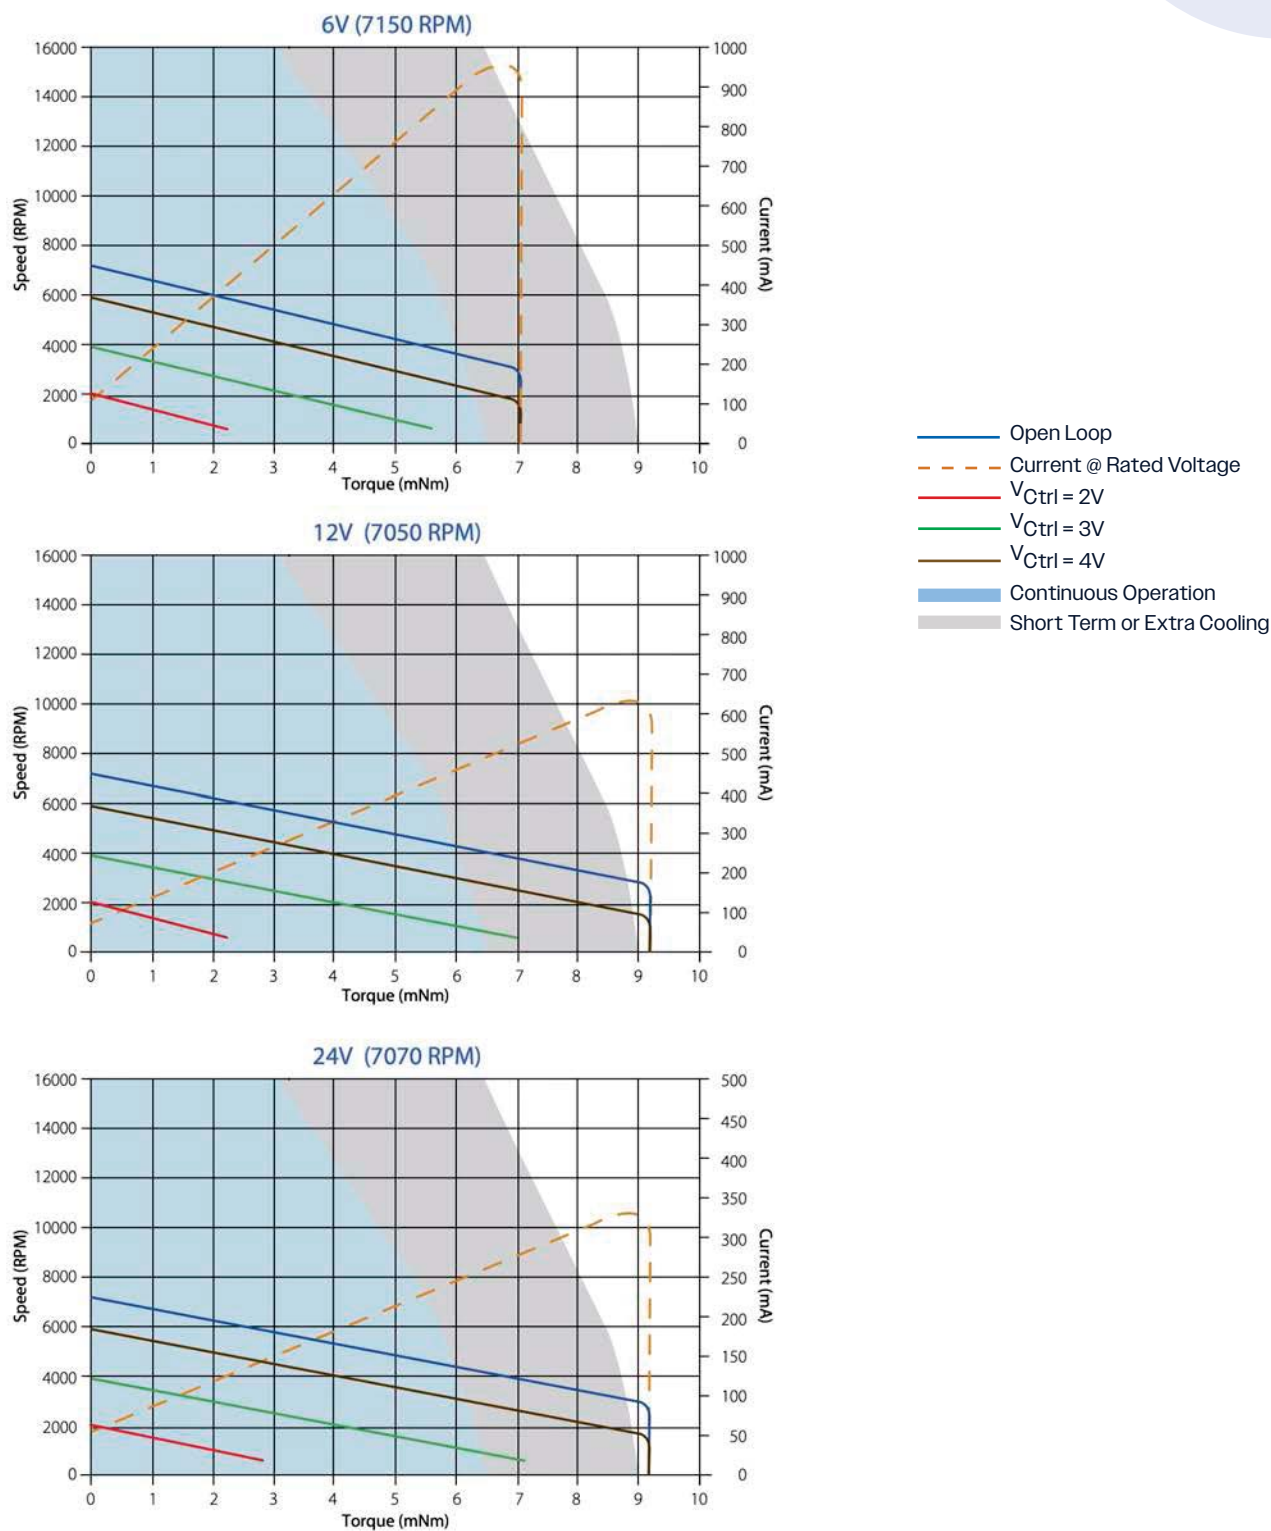 6V (7150 RPM)
16000
14000
12000
10000
8000
6000
4000
2000
0
Speed (RPM)
1000
900
800
700
600
500
400
300
200
100
0
Current (mA)
0 1 2 3 4 5 6 7 8 9 10
Torque (mNm)
12V (7050 RPM)
16000
14000
12000
10000
8000
6000
4000
2000
0
Speed (RPM)
1000
900
800
700
600
500
400
300
200
100
0
Current (mA)
0 1 2 3 4 5 6 7 8 9 10
Torque (mNm)
24V (7070 RPM)
16000
14000
12000
10000
8000
6000
4000
2000
0
Speed (RPM)
500
450
400
350
300
250
200
150
100
50
0
Current (mA)
0 1 2 3 4 5 6 7 8 9 10
Torque (mNm)
Open Loop
Current @ Rated Voltage
VCtrl = 2V
VCtrl = 3V
VCtrl = 4V
Continuous Operation
Short Term or Extra Cooling